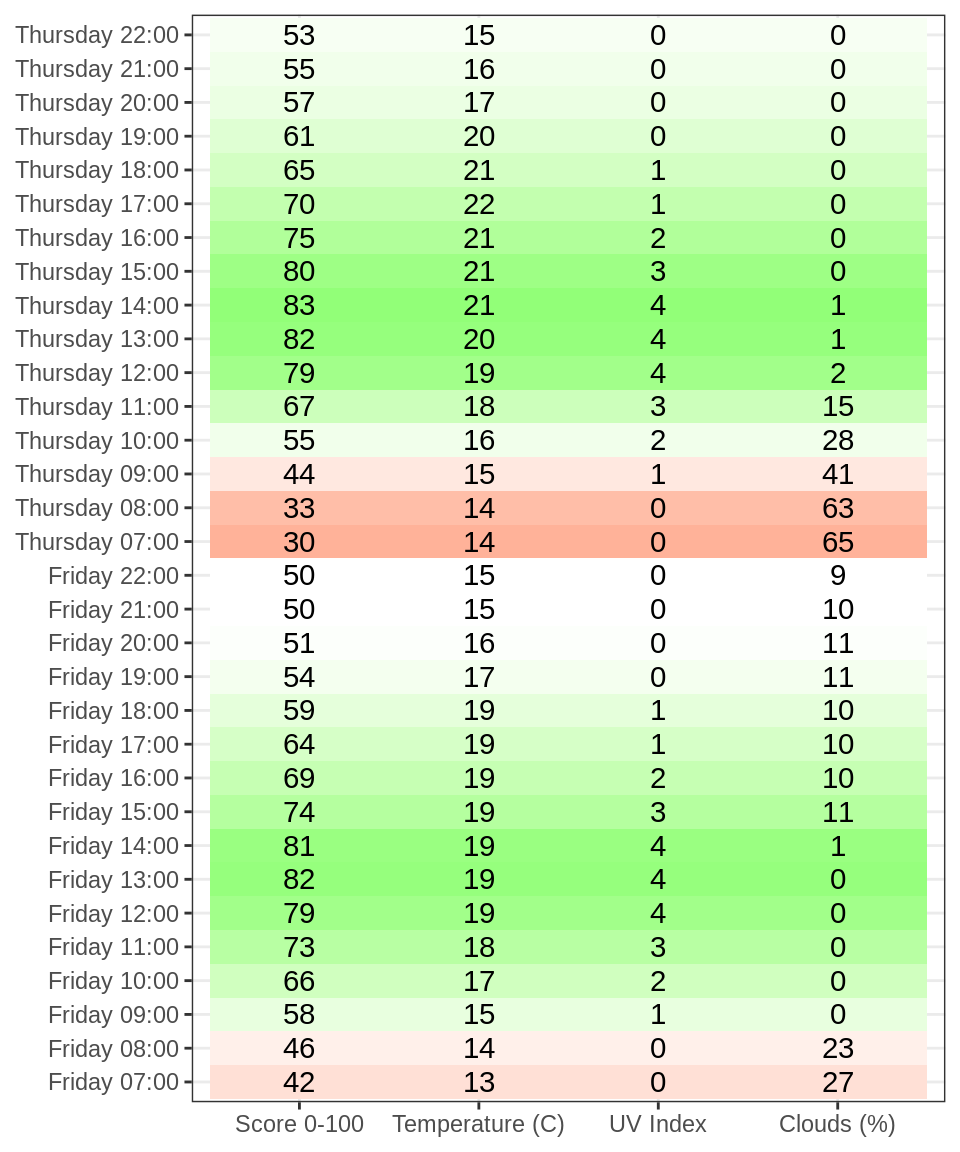 Thursday 22:00 53 15 0 0
Thursday 21:00 55 16 0 0
Thursday 20:00 57 17 0 0
Thursday 19:00 61 20 0 0
Thursday 18:00 65 21 1 0
Thursday 17:00 70 22 1 0
Thursday 16:00 75 21 2 0
Thursday 15:00 80 21 3 0
Thursday 14:00 83 21 4 1
Thursday 13:00 82 20 4 1
Thursday 12:00 79 19 4 2
Thursday 11:00 67 18 3 15
Thursday 10:00 55 16 2 28
Thursday 09:00 44 15 1 41
Thursday 08:00 33 14 0 63
Thursday 07:00 30 14 0 65
Friday 22:00 50 15 0 9
Friday 21:00 50 15 0 10
Friday 20:00 51 16 0 11
Friday 19:00 54 17 0 11
Friday 18:00 59 19 1 10
Friday 17:00 64 19 1 10
Friday 16:00 69 19 2 10
Friday 15:00 74 19 3 11
Friday 14:00 81 19 4 1
Friday 13:00 82 19 4 0
Friday 12:00 79 19 4 0
Friday 11:00 73 18 3 0
Friday 10:00 66 17 2 0
Friday 09:00 58 15 1 0
Friday 08:00 46 14 0 23
Friday 07:00 42 13 0 27
Score 0-100 Temperature (C) UV Index Clouds (%)